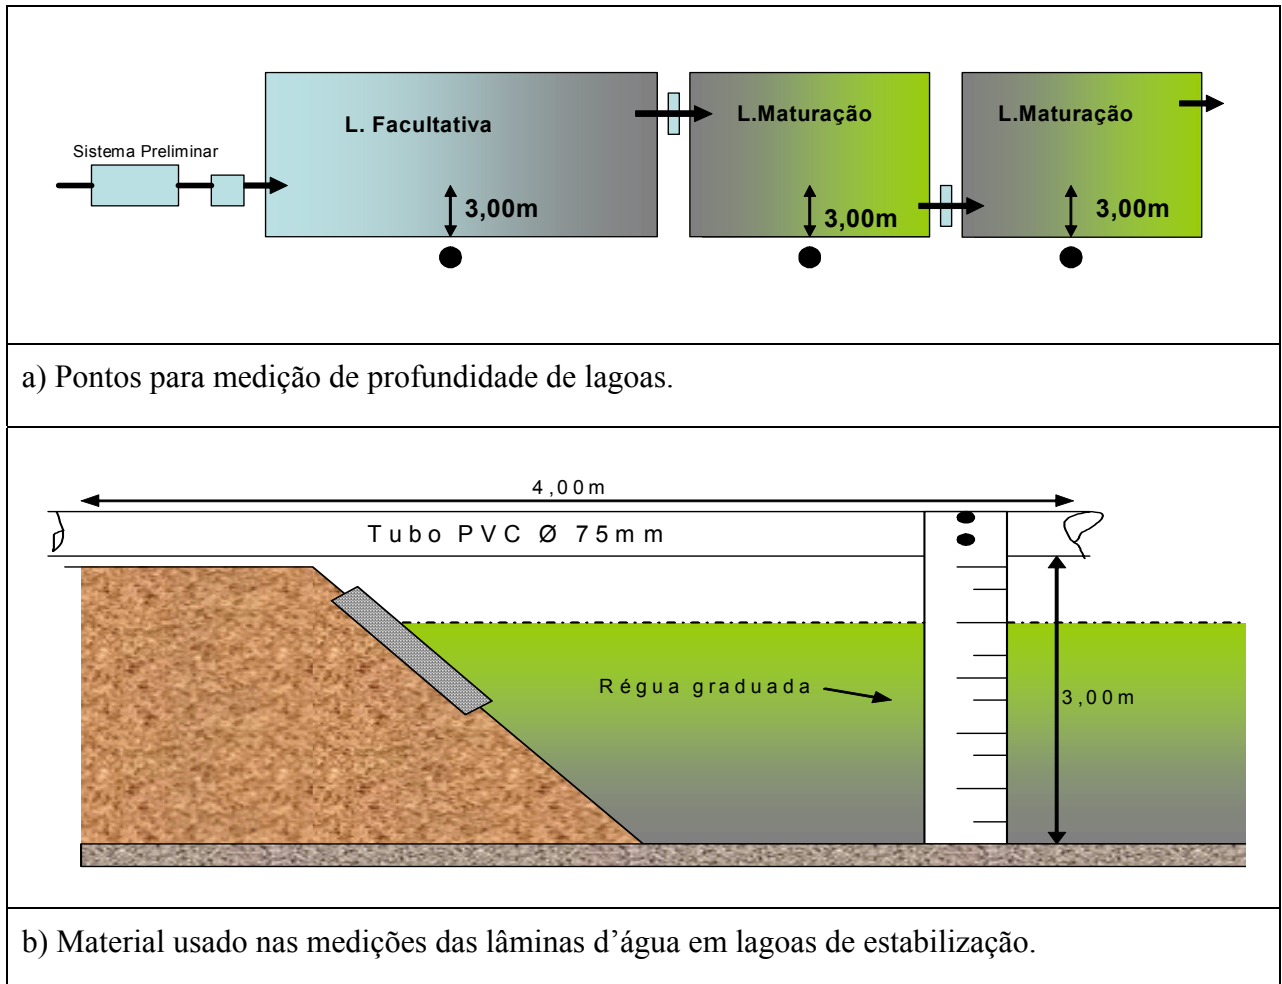 L. Facultativa
L.Maturação
L.Maturação
Sistema Preliminar
3,00m
3,00m
3,00m
a) Pontos para medição de profundidade de lagoas.
4,00m
Tubo PVC Ø 75mm
Régua graduada
3,00m
b) Material usado nas medições das lâminas d’água em lagoas de estabilização.